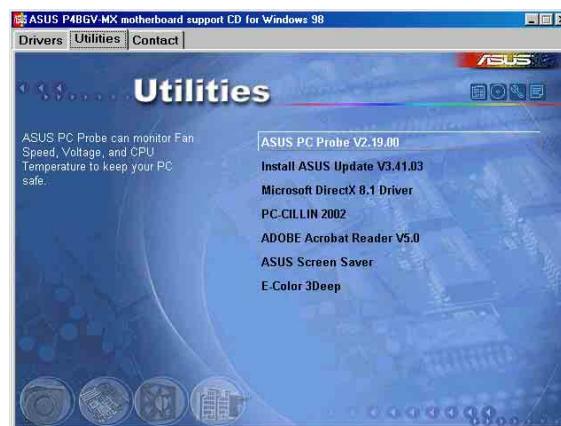 ASUS P4BGV-MX motherboard support CD for Windows 98
Drivers Utilities Contact
ASUS
Utilities
ASUS PC Probe can monitor Fan
Speed, Voltage, and CPU
Temperature to keep your PC
safe.
ASUS PC Probe V2.19.00
Install ASUS Update V3.41.03
Microsoft DirectX 8.1 Driver
PC-CILLIN 2002
ADOBE Acrobat Reader V5.0
ASUS Screen Saver
E-Color 3Deep